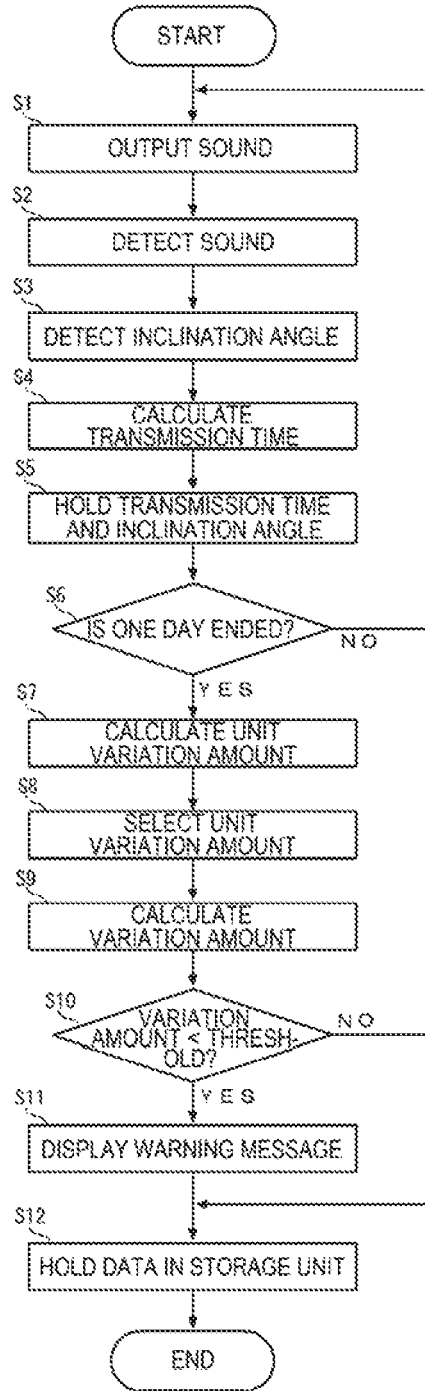 START
S1
OUTPUT SOUND
S2
DETECT SOUND
S3
DETECT INCLINATION ANGLE
S4
CALCULATE
TRANSMISSION TIME
S5
HOLD TRANSMISSION TIME
AND INCLINATION ANGLE
S6
IS ONE DAY ENDED?
NO
YES
S7
CALCULATE UNIT
VARIATION AMOUNT
S8
SELECT UNIT
VARIATION AMOUNT
S9
CALCULATE
VARIATION AMOUNT
S10
VARIATION
AMOUNT < THRESH-
OLD?
NO
YES
S11
DISPLAY WARNING MESSAGE
S12
HOLD DATA IN STORAGE UNIT
END